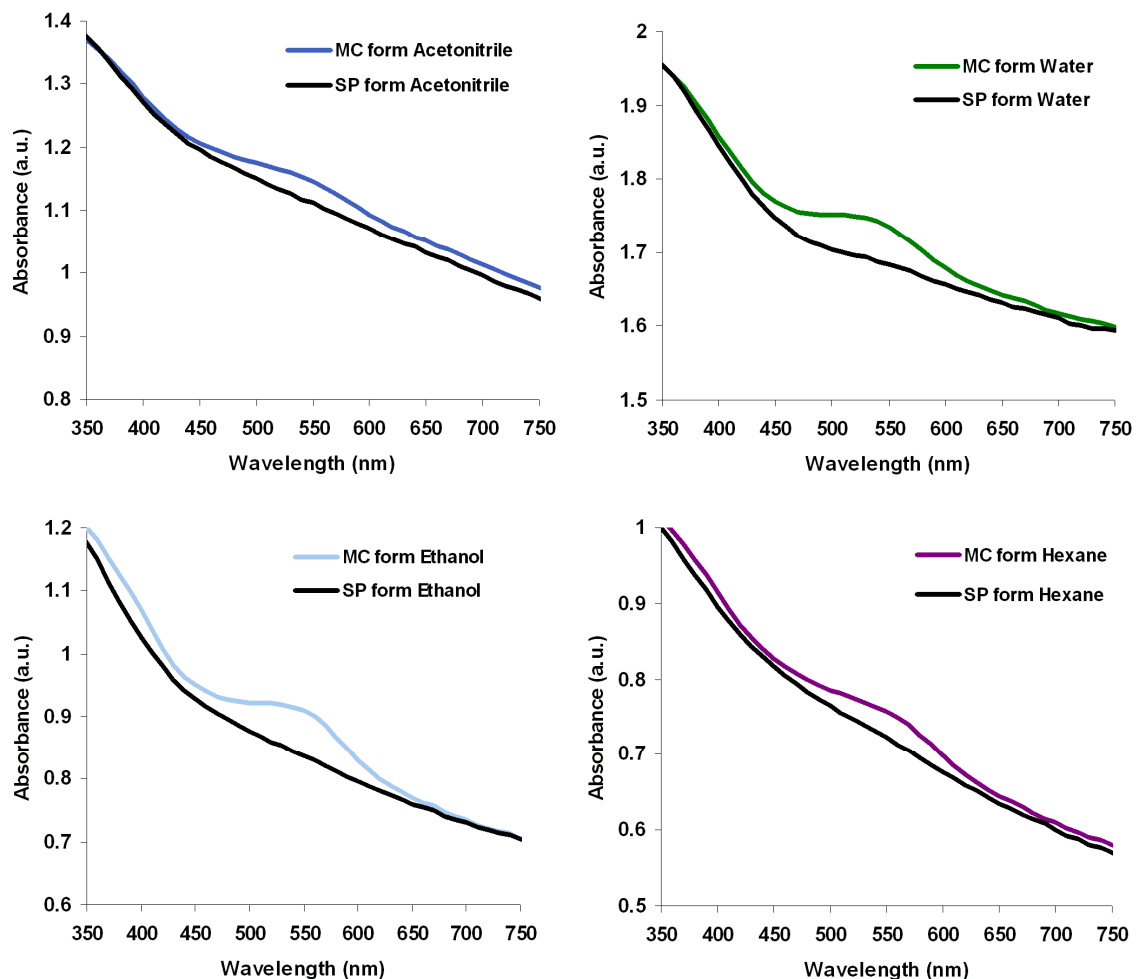 1.4
1.3
1.2
1.1
1
0.9
0.8
350 400 450 500 550 600 650 700 750
Absorbance (a.u.)
Wavelength (nm)
MC form Acetonitrile
SP form Acetonitrile
2
1.9
1.8
1.7
1.6
1.5
350 400 450 500 550 600 650 700 750
Absorbance (a.u.)
Wavelength (nm)
MC form Water
SP form Water
1.2
1.1
1
0.9
0.8
0.7
0.6
350 400 450 500 550 600 650 700 750
Absorbance (a.u.)
Wavelength (nm)
MC form Ethanol
SP form Ethanol
1
0.9
0.8
0.7
0.6
0.5
350 400 450 500 550 600 650 700 750
Absorbance (a.u.)
Wavelength (nm)
MC form Hexane
SP form Hexane